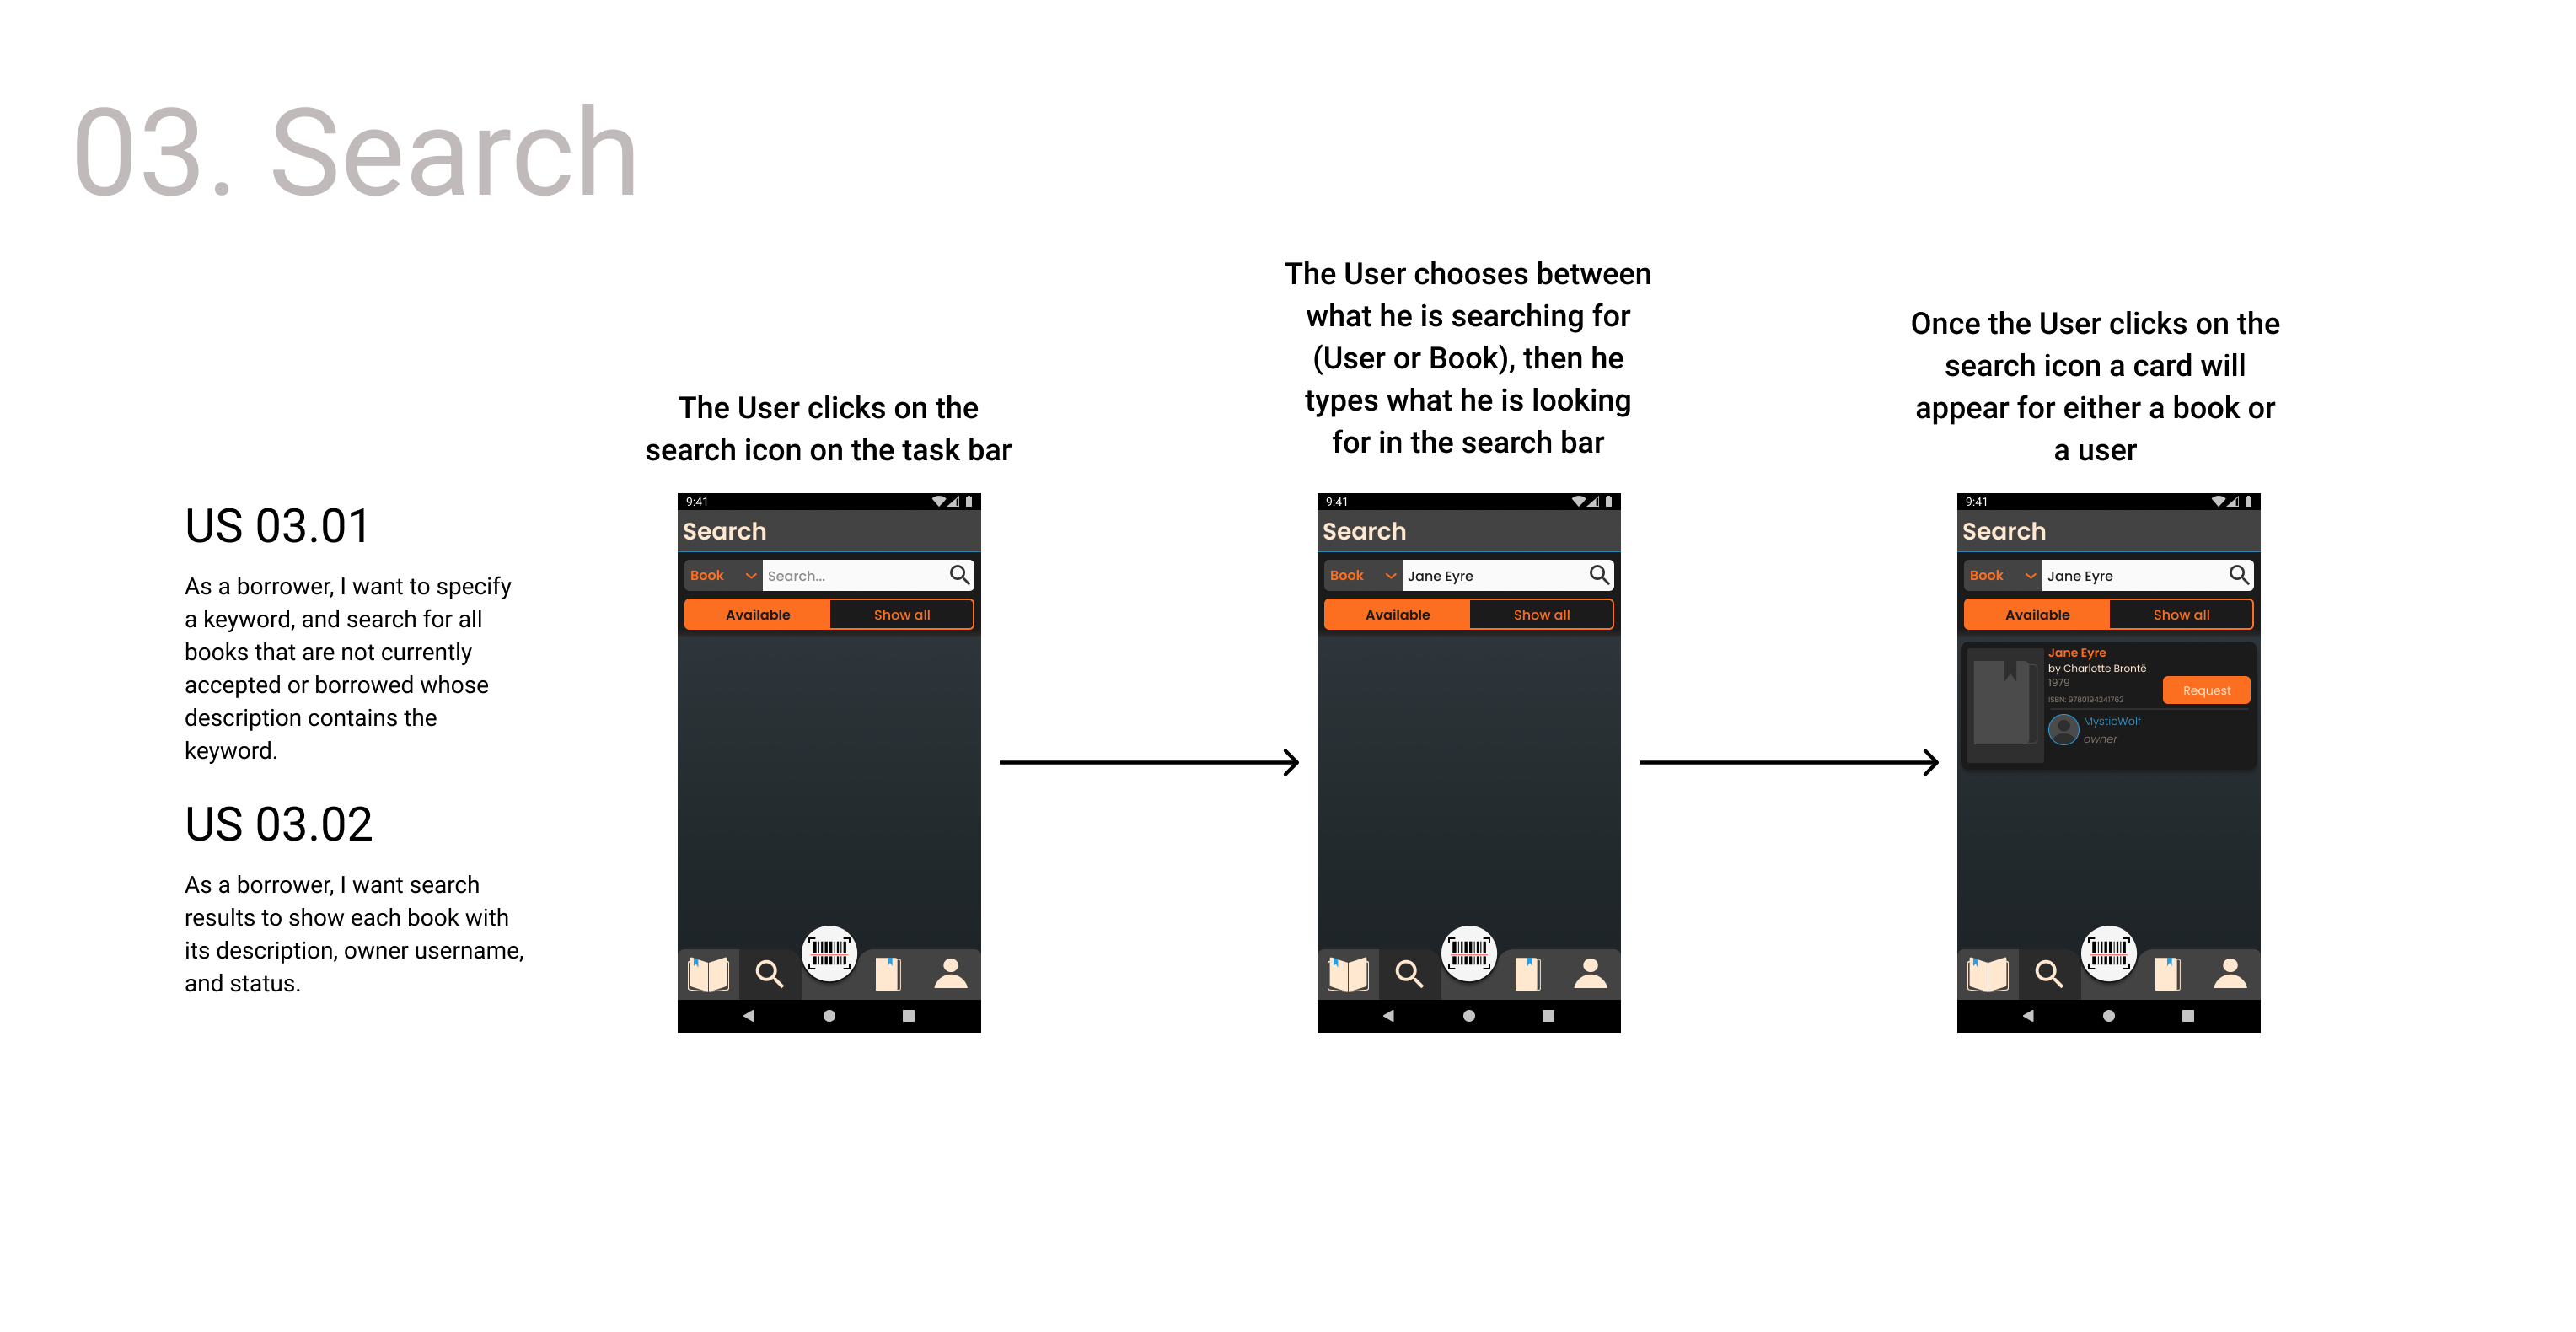 03. Search
US 03.01
As a borrower, I want to specify
a keyword, and search for all
books that are not currently
accepted or borrowed whose
description contains the
keyword.
US 03.02
As a borrower, I want search
results to show each book with
its description, owner username,
and status.
The User clicks on the
search icon on the task bar
9:41
Search
Book
Search...
Available
Show all
The User chooses between
what he is searching for
(User or Book), then he
types what he is looking
for in the search bar
9:41
Search
Book
Jane Eyre
Available
Show all
Once the User clicks on the
search icon a card will
appear for either a book or
a user
9:41
Search
Book
Jane Eyre
Available
Show all
Jane Eyre
by Charlotte Brontë
1979
ISBN: 9780194241762
Request
MysticWolf
owner